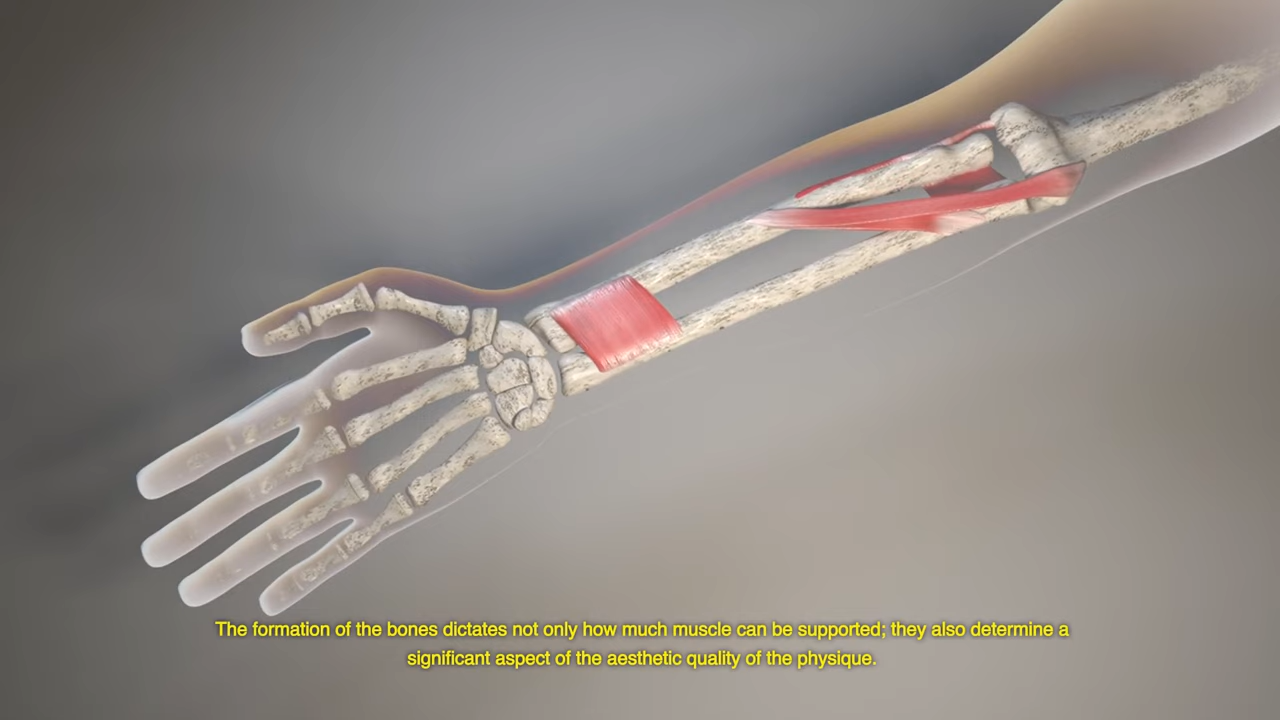 The formation of the bones dictates not only how much muscle can be supported; they also determine a
significant aspect of the aesthetic quality of the physique.